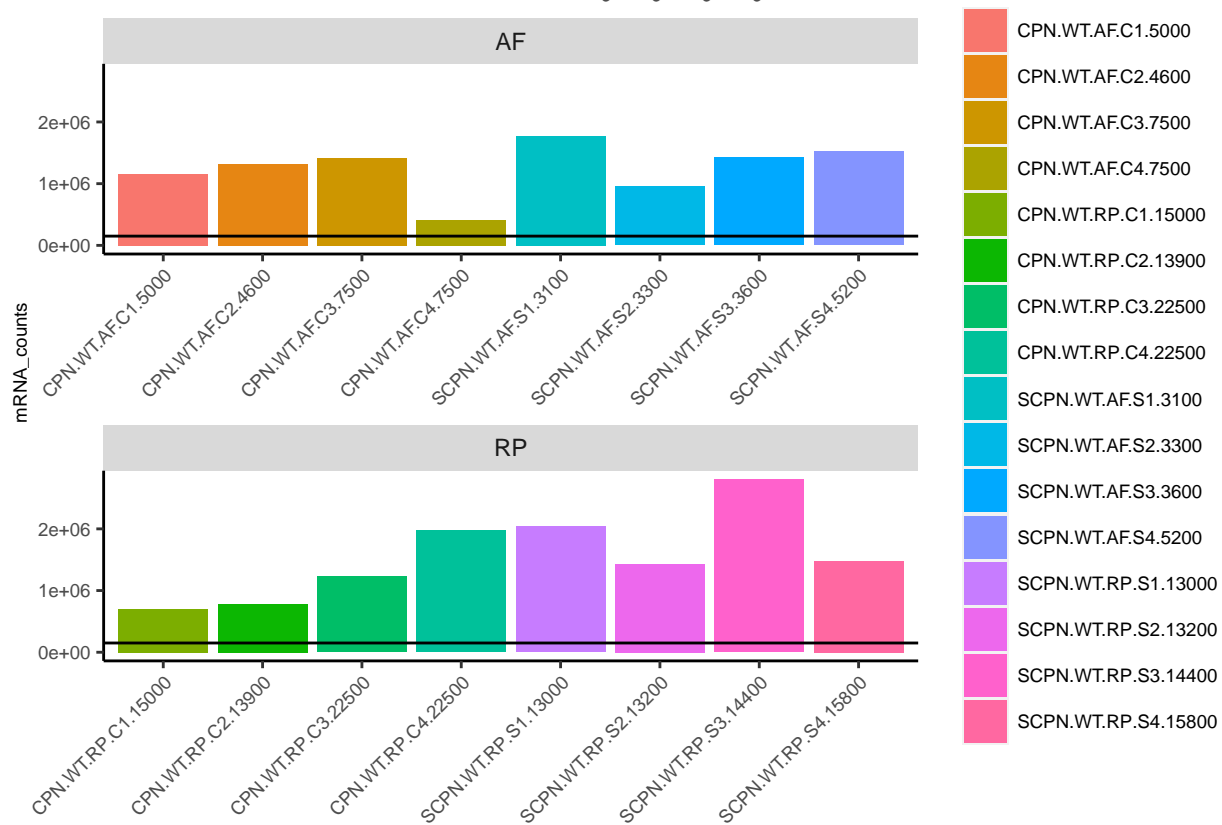 AF
2e+06
1e+06
0e+00
CPN.WT.AF.C1.5000
CPN.WT.AF.C2.4600
CPN.WT.AF.C3.7500
CPN.WT.AF.C4.7500
SCPN.WT.AF.S1.3100
SCPN.WT.AF.S2.3300
SCPN.WT.AF.S3.3600
SCPN.WT.AF.S4.5200
mRNA_counts
RP
2e+06
1e+06
0e+00
CPN.WT.RP.C1.15000
CPN.WT.RP.C2.13900
CPN.WT.RP.C3.22500
CPN.WT.RP.C4.22500
SCPN.WT.RP.S1.13000
SCPN.WT.RP.S2.13200
SCPN.WT.RP.S3.14400
SCPN.WT.RP.S4.15800
CPN.WT.AF.C1.5000
CPN.WT.AF.C2.4600
CPN.WT.AF.C3.7500
CPN.WT.AF.C4.7500
CPN.WT.RP.C1.15000
CPN.WT.RP.C2.13900
CPN.WT.RP.C3.22500
CPN.WT.RP.C4.22500
SCPN.WT.AF.S1.3100
SCPN.WT.AF.S2.3300
SCPN.WT.AF.S3.3600
SCPN.WT.AF.S4.5200
SCPN.WT.RP.S1.13000
SCPN.WT.RP.S2.13200
SCPN.WT.RP.S3.14400
SCPN.WT.RP.S4.15800